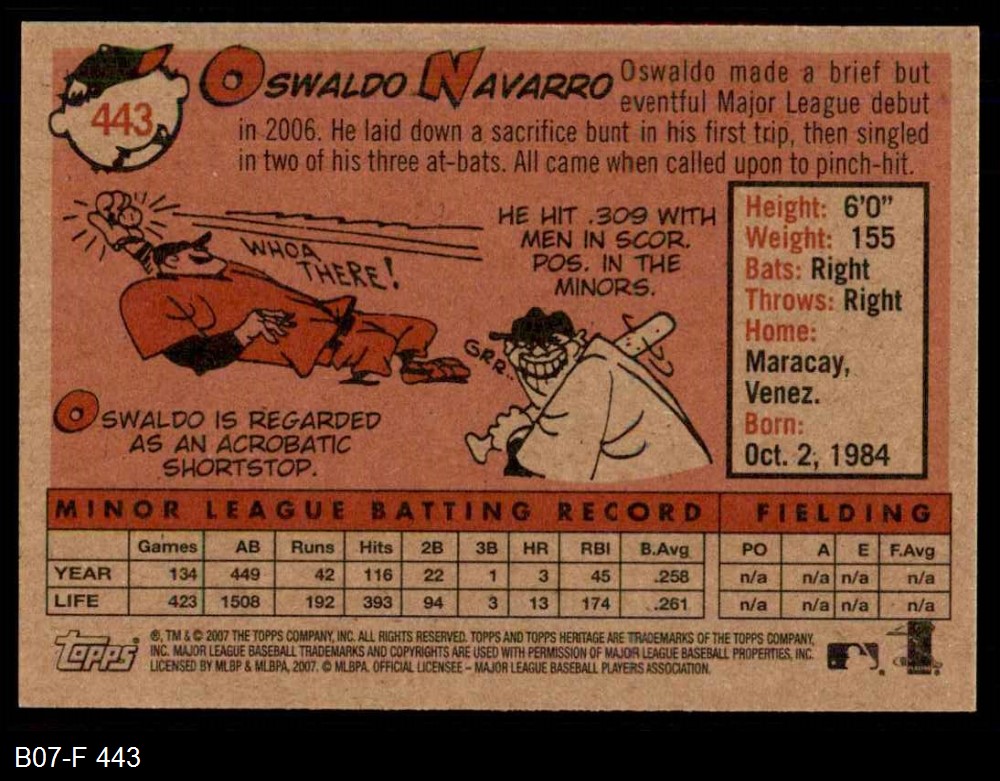 443
OSWALDO NAVARRO
Oswaldo made a brief but
eventful Major League debut
in 2006. He laid down a sacrifice bunt in his first trip, then singled
in two of his three at-bats. All came when called upon to pinch-hit.
WHOA
THERE!
HE HIT .309 WITH
MEN IN SCOR.
POS. IN THE
MINORS.
GRR..
OSWALDO IS REGARDED
AS AN ACROBATIC
SHORTSTOP.
Height: 6'0"
Weight: 155
Bats: Right
Throws: Right
Home:
Maracay,
Venez.
Born:
Oct. 2, 1984
MINOR LEAGUE BATTING RECORD FIELDING
Games AB Runs Hits 2B 3B HR RBI B.Avg PO A E F.Avg
YEAR 134 449 42 116 22 1 3 45 .258 n/a n/a n/a n/a
LIFE 423 1508 192 393 94 3 13 174 .261 n/a n/a n/a n/a
Topps
®, TM & © 2007 THE TOPPS COMPANY, INC. ALL RIGHTS RESERVED. TOPPS AND TOPPS HERITAGE ARE TRADEMARKS OF THE TOPPS COMPANY,
INC. MAJOR LEAGUE BASEBALL TRADEMARKS AND COPYRIGHTS ARE USED WITH PERMISSION OF MAJOR LEAGUE BASEBALL PROPERTIES, INC.
LICENSED BY MLBP & MLBPA, 2007. © MLBPA. OFFICIAL LICENSEE – MAJOR LEAGUE BASEBALL PLAYERS ASSOCIATION.
B07-F 443